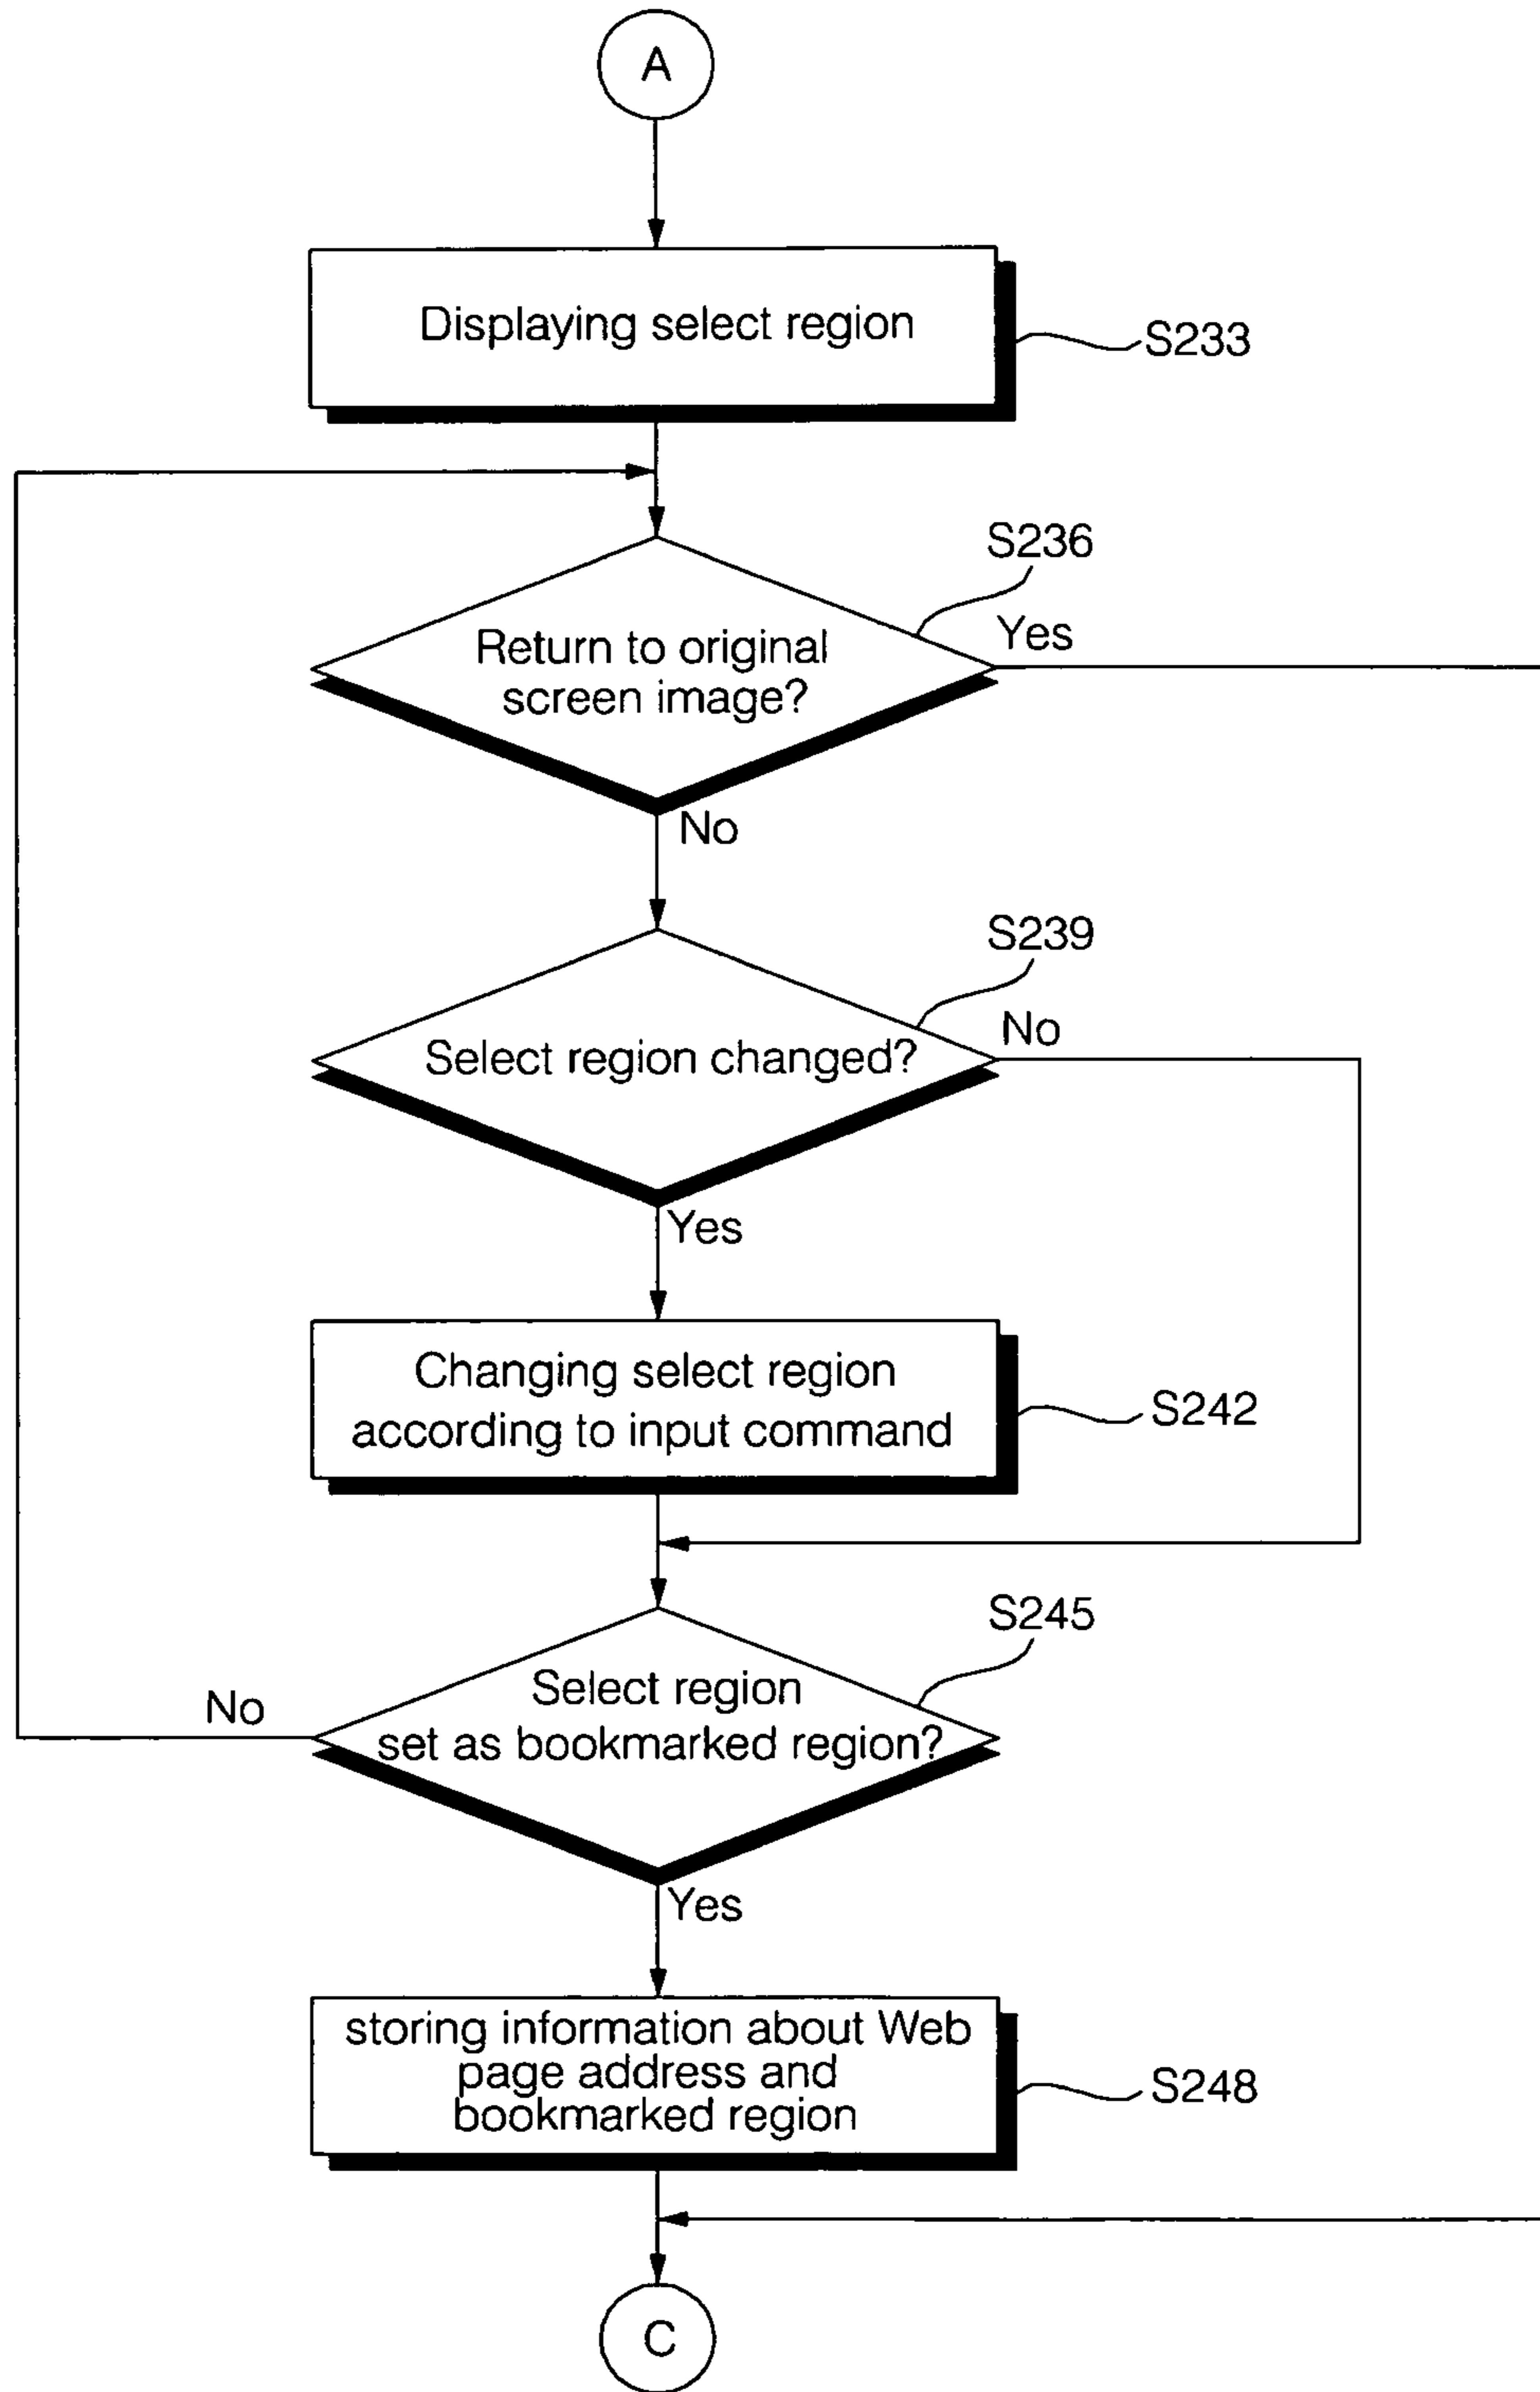 A
Displaying select region
S233
S236
Yes
Return to original
screen image?
No
S239
No
Select region changed?
Yes
Changing select region
according to input command
S242
S245
Select region
No
set as bookmarked region?
Yes
storing information about Web
page address and
bookmarked region
S248
C